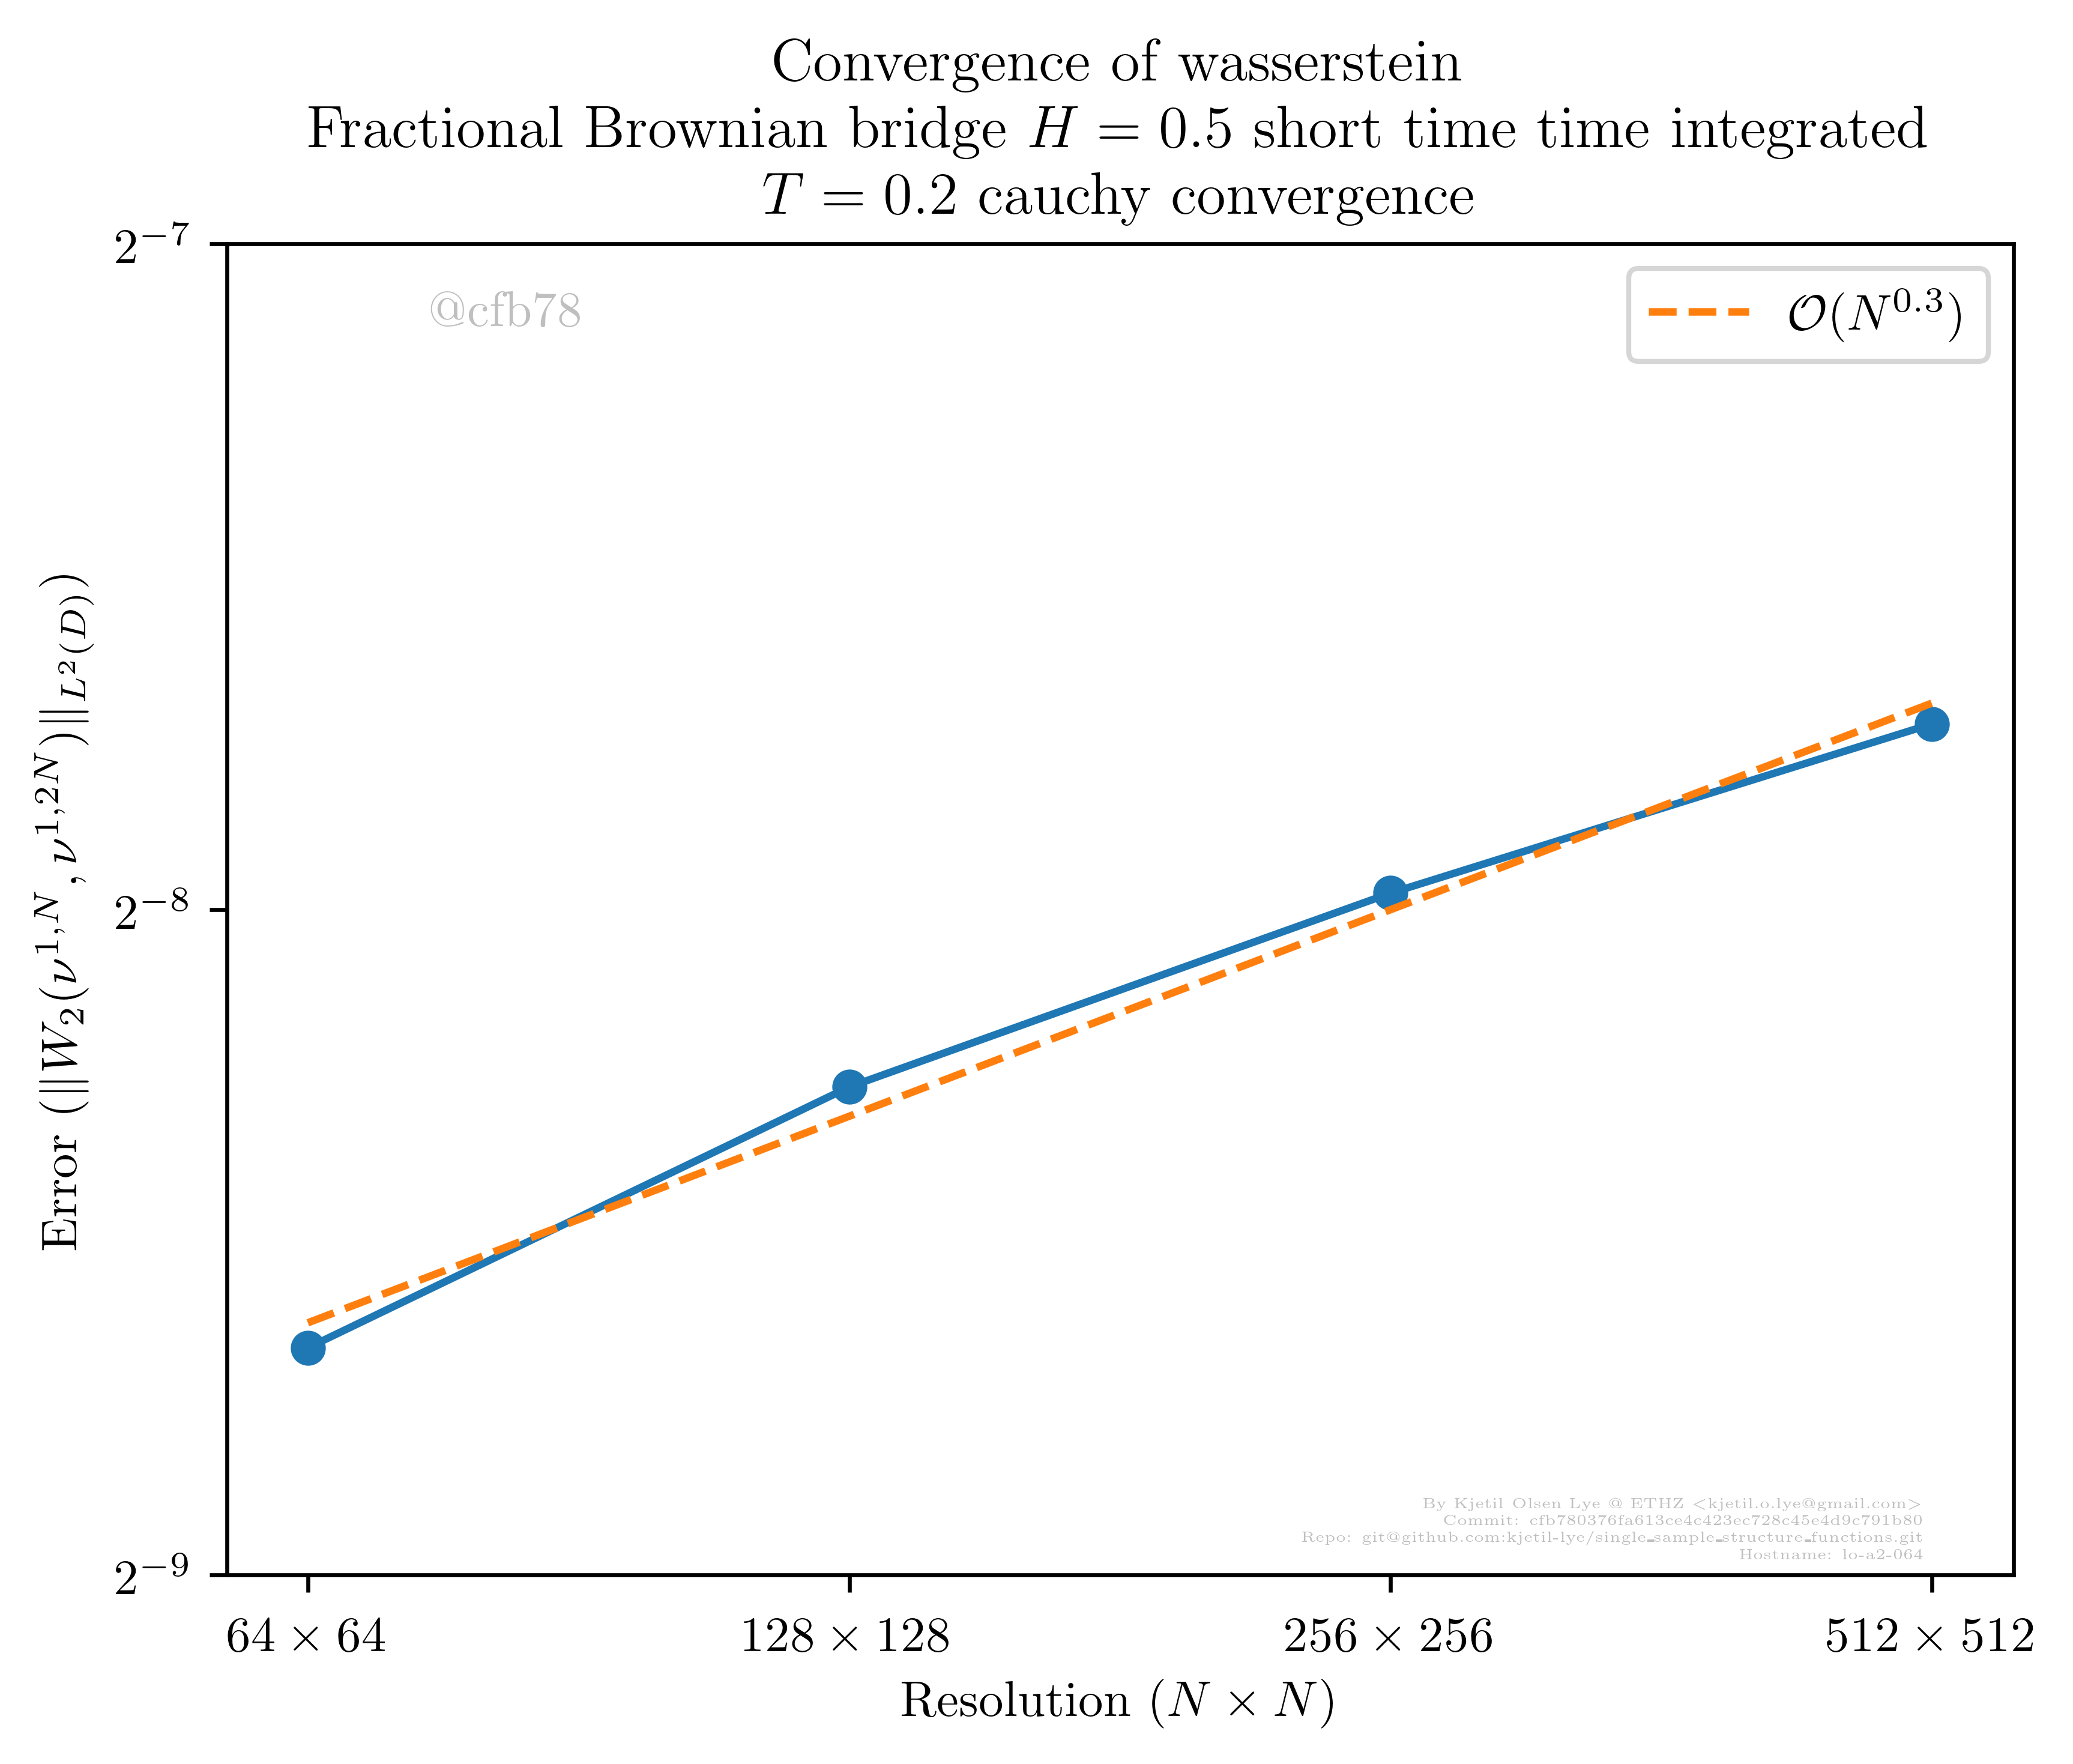 Convergence of wasserstein
Fractional Brownian bridge H = 0.5 short time time integrated
T = 0.2 cauchy convergence
2^{-7}
@cfb78
O(N^{0.3})
Error (||W_2(ν^{1,N}, ν^{1,2N})||_{L^2(D)})
2^{-8}
By Kjetil Olsen Lye @ ETHZ <kjetil.o.lye@gmail.com>
Commit: cfb780376fa613ce4c423ec728c45e4d9c791b80
Repo: git@github.com:kjetil-lye/single_sample_structure_functions.git
Hostname: lo-a2-064
2^{-9}
64 × 64
128 × 128
256 × 256
512 × 512
Resolution (N × N)